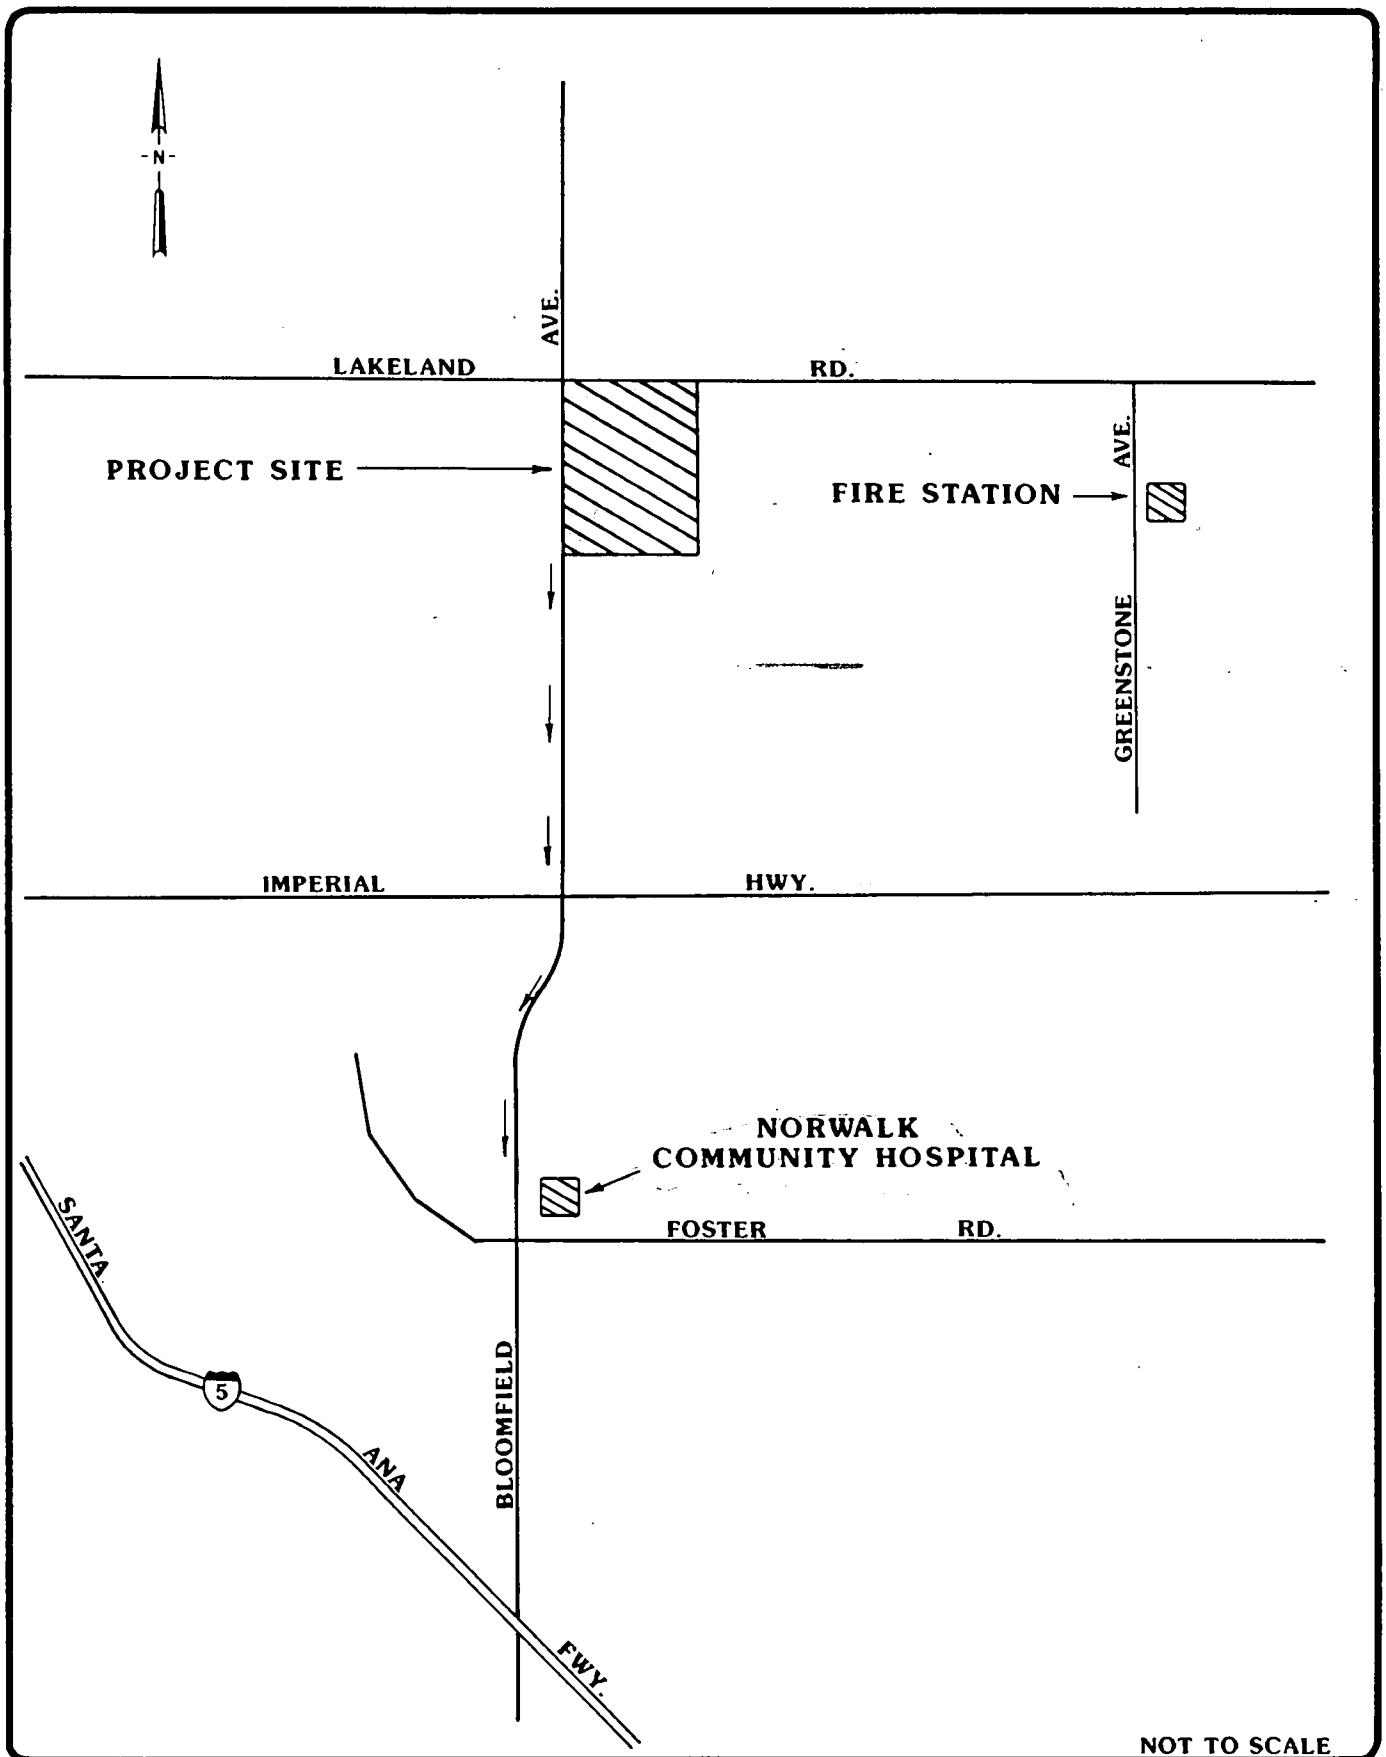 -N-
AVE.
LAKELAND RD.
PROJECT SITE
AVE.
FIRE STATION
GREENSTONE
IMPERIAL HWY.
NORWALK
COMMUNITY HOSPITAL
SANTA
FOSTER RD.
5
BLOOMFIELD
ANA
FWY.
NOT TO SCALE